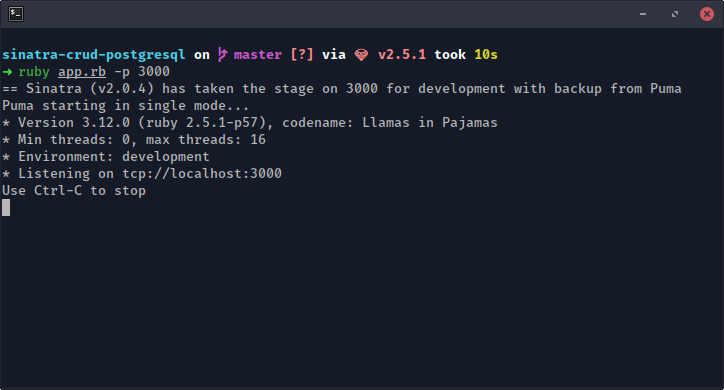 sinatra-crud-postgresql on master [?] via v2.5.1 took 10s
➜ ruby app.rb -p 3000
== Sinatra (v2.0.4) has taken the stage on 3000 for development with backup from Puma
Puma starting in single mode...
* Version 3.12.0 (ruby 2.5.1-p57), codename: Llamas in Pajamas
* Min threads: 0, max threads: 16
* Environment: development
* Listening on tcp://localhost:3000
Use Ctrl-C to stop